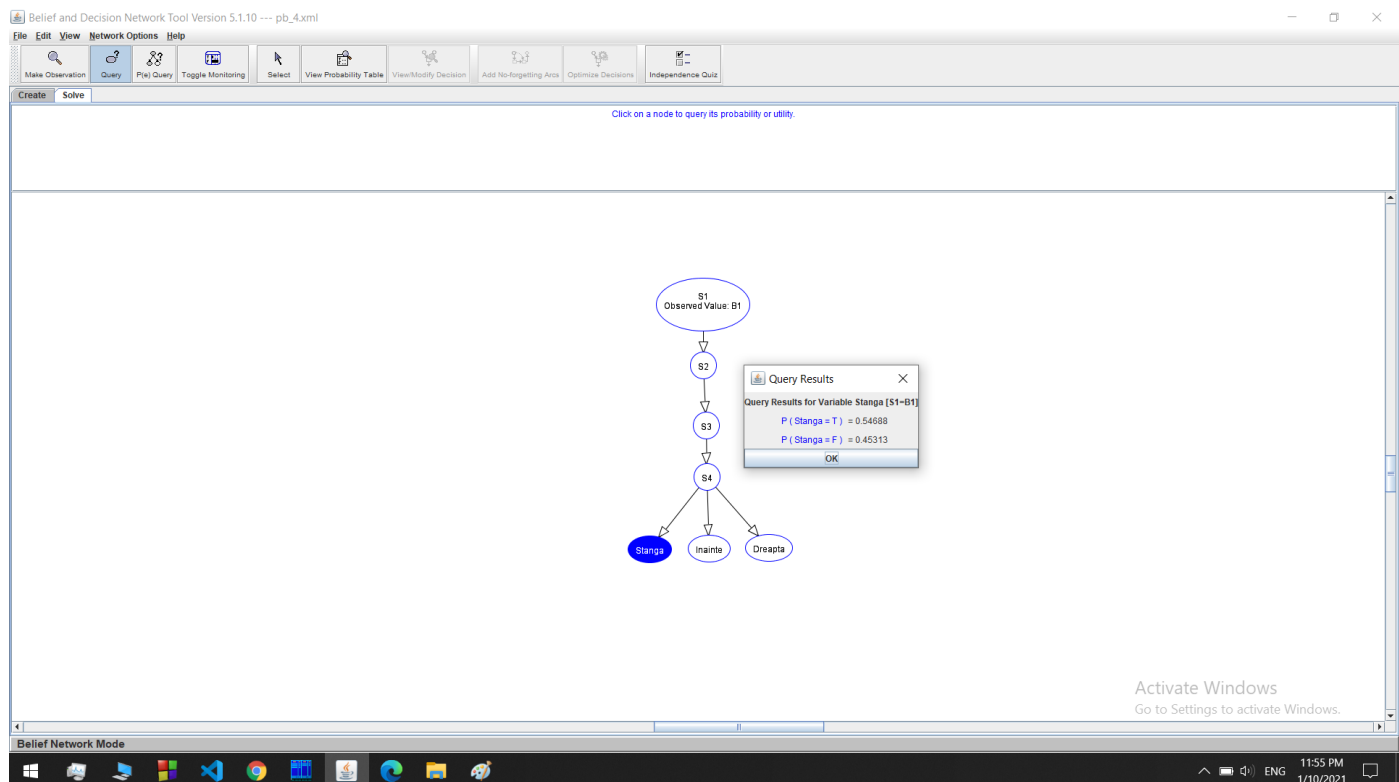 Belief and Decision Network Tool Version 5.1.10 --- pb_4.xml
File Edit View Network Options Help
Make Observation Query P(e) Query Toggle Monitoring Select View Probability Table View/Modify Decision Add No-forgetting Arcs Optimize Decisions Independence Quiz
Create Solve
Click on a node to query its probability or utility.
S1
Observed Value: B1
S2
Query Results
Query Results for Variable Stanga [S1=B1]
P ( Stanga = T ) = 0.54688
P ( Stanga = F ) = 0.45313
OK
S3
S4
Stanga Inainte Dreapta
Activate Windows
Go to Settings to activate Windows.
Belief Network Mode
ENG
11:55 PM
1/10/2021